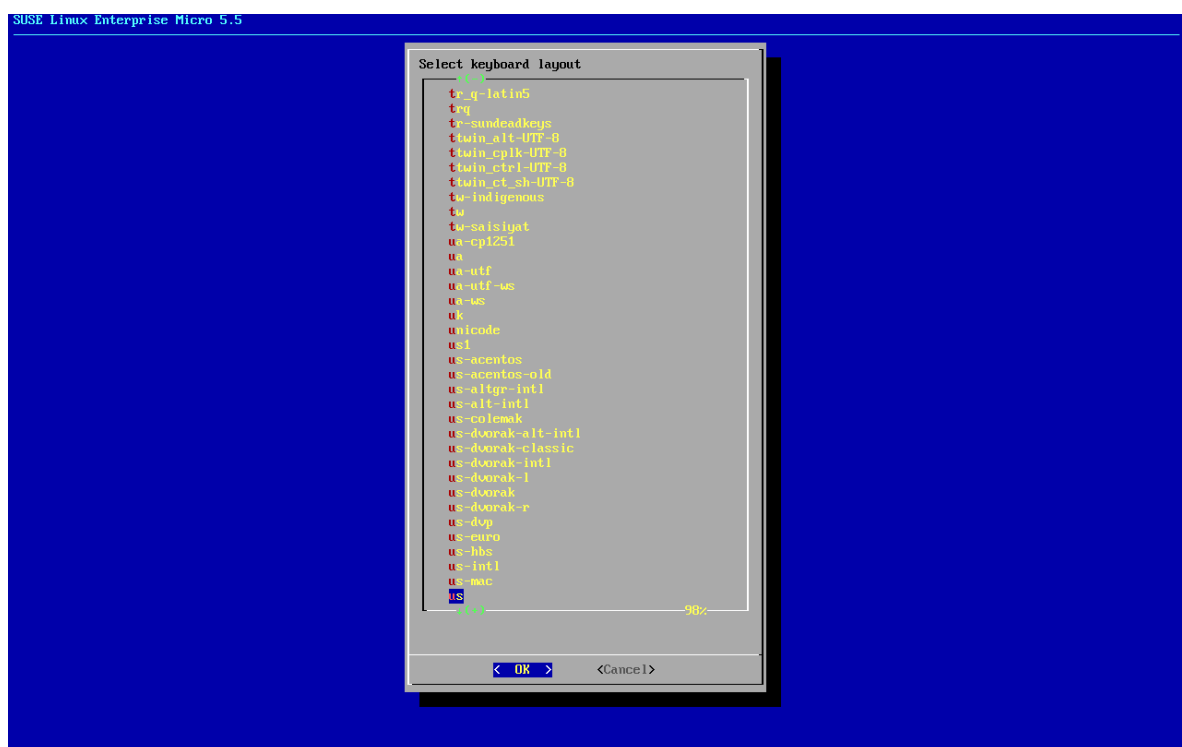 SUSE Linux Enterprise Micro 5.5
Select keyboard layout
↑(-)
tr_q-latin5
trq
tr-sundeadkeys
ttwin_alt-UTF-8
ttwin_cplk-UTF-8
ttwin_ctrl-UTF-8
ttwin_ct_sh-UTF-8
tw-indigenous
tw
tw-saisiyat
ua-cp1251
ua
ua-utf
ua-utf-ws
ua-ws
uk
unicode
us1
us-acentos
us-acentos-old
us-altgr-intl
us-alt-intl
us-colemak
us-dvorak-alt-intl
us-dvorak-classic
us-dvorak-intl
us-dvorak-l
us-dvorak
us-dvorak-r
us-dvp
us-euro
us-hbs
us-intl
us-mac
us
↓(+) 98%
< OK > <Cancel>